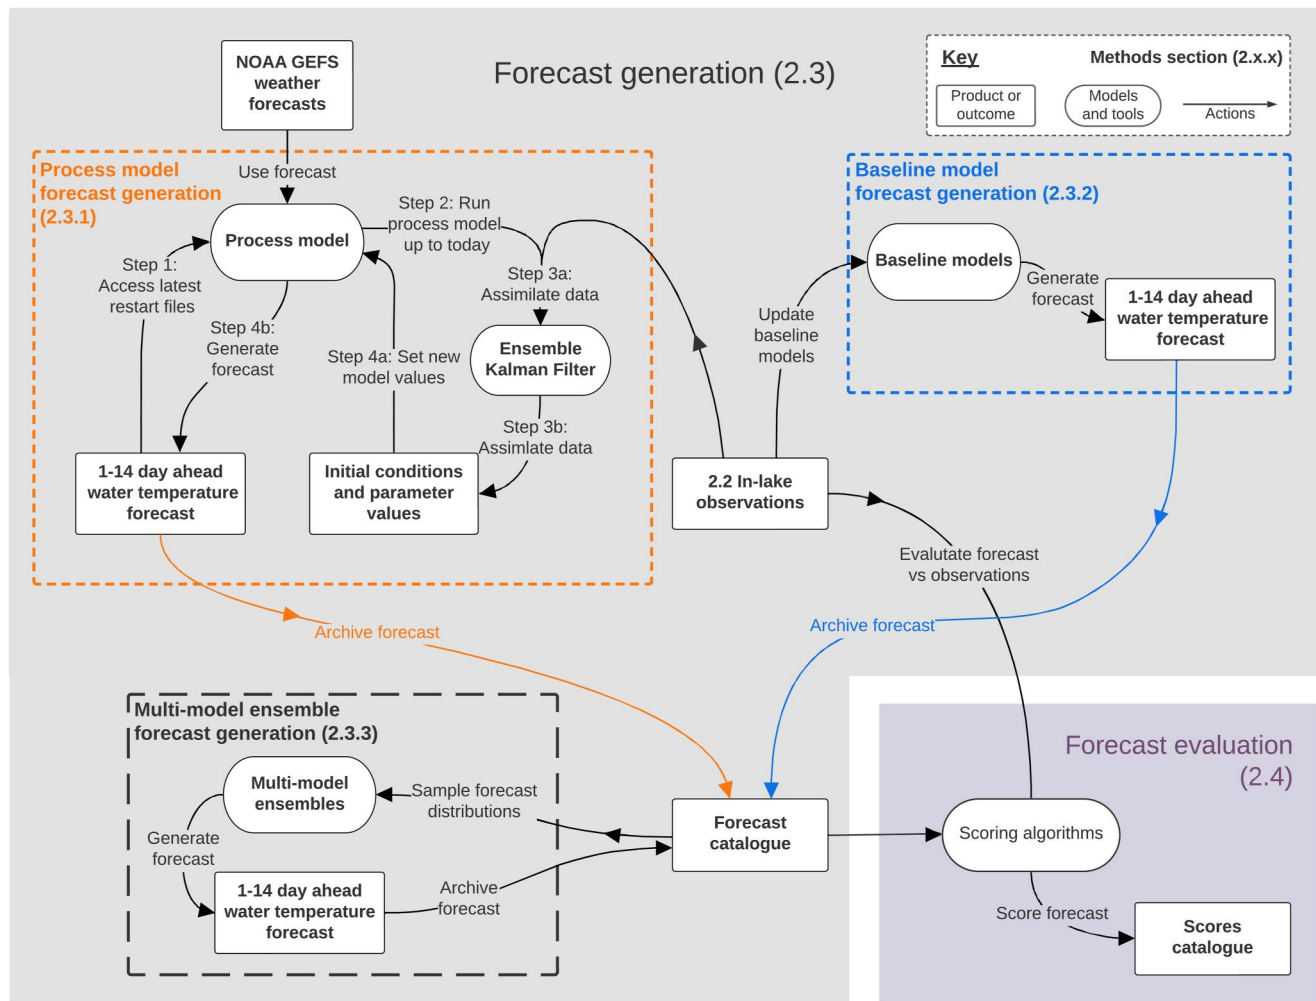 Forecast generation (2.3)
Key
Methods section (2.x.x)
Product or
outcome
Models
and tools
Actions
NOAA GEFS
weather
forecasts
Use forecast
Process model
forecast generation
(2.3.1)
Process model
Step 1:
Access latest
restart files
Step 2: Run
process model
up to today
Step 3a:
Assimilate data
Ensemble
Kalman Filter
Step 3b:
Assimlate data
Initial conditions
and parameter
values
Step 4a: Set new
model values
Step 4b:
Generate
forecast
1-14 day ahead
water temperature
forecast
Archive forecast
2.2 In-lake
observations
Update
baseline
models
Baseline model
forecast generation (2.3.2)
Baseline models
Generate
forecast
1-14 day ahead
water temperature
forecast
Archive forecast
Evalutate forecast
vs observations
Multi-model ensemble
forecast generation (2.3.3)
Multi-model
ensembles
Sample forecast
distributions
Generate
forecast
1-14 day ahead
water temperature
forecast
Archive
forecast
Forecast
catalogue
Forecast evaluation
(2.4)
Scoring algorithms
Score forecast
Scores
catalogue